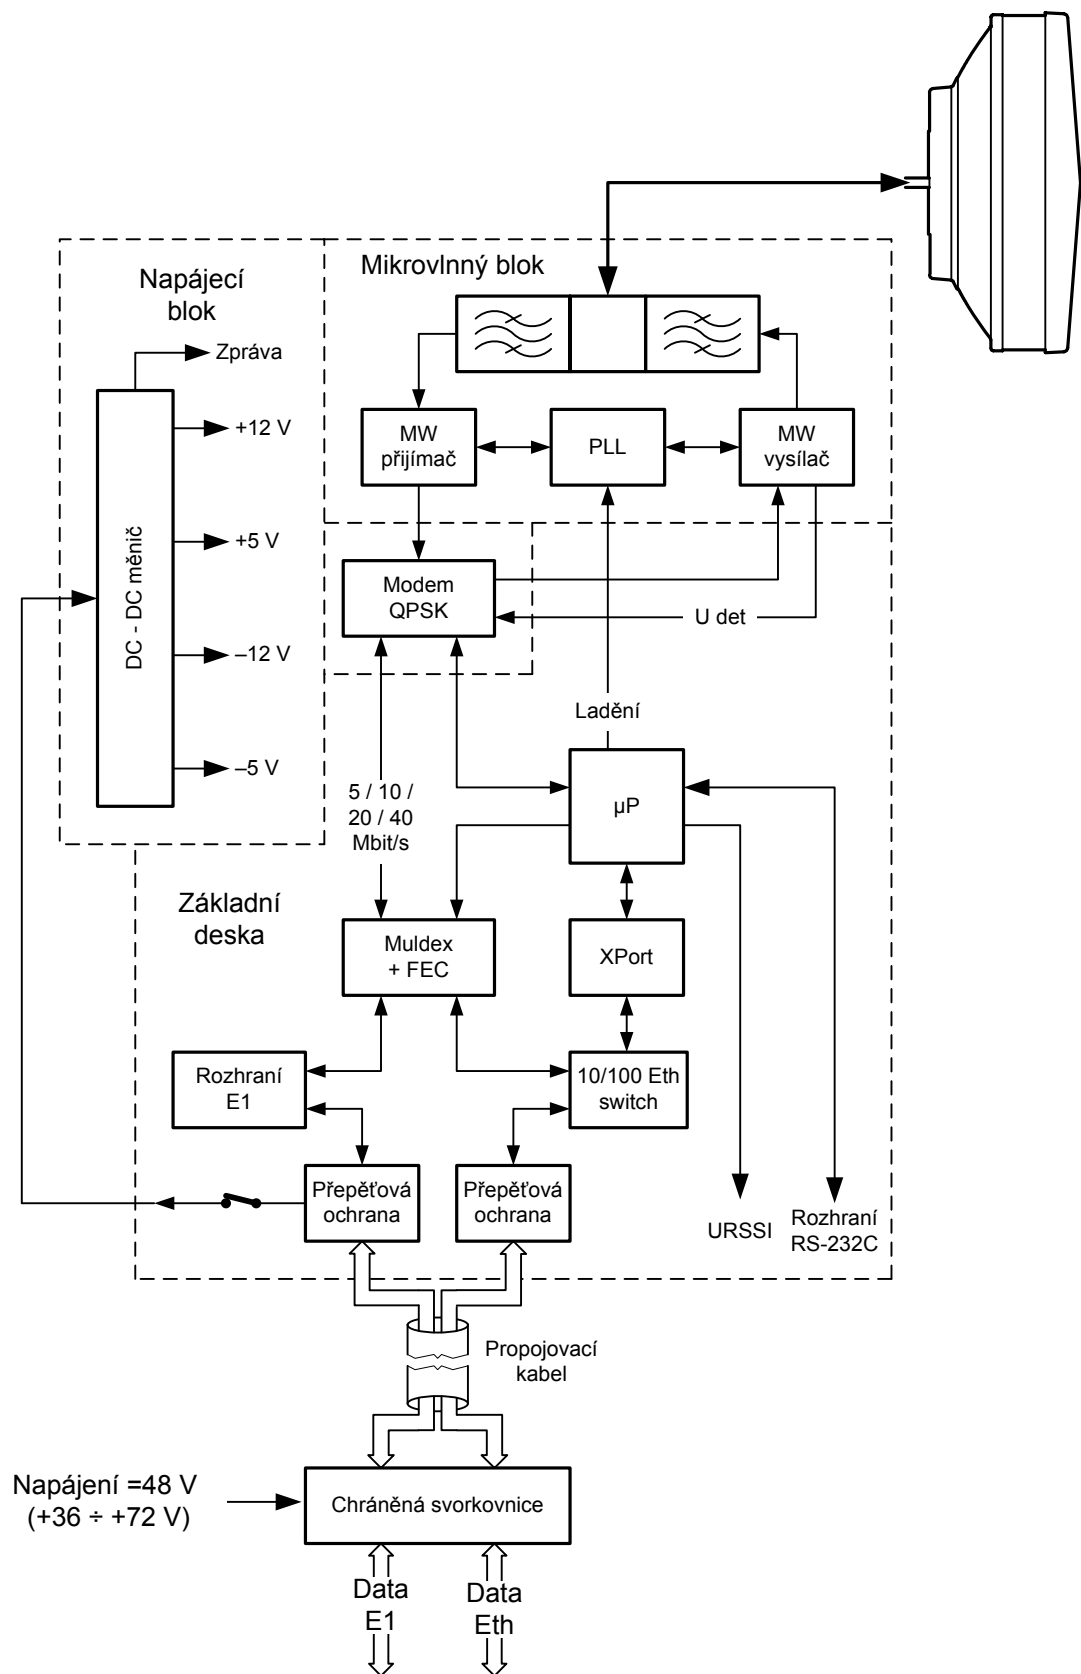 Napájecí
blok
Zpráva
+12 V
+5 V
–12 V
–5 V
DC - DC měnič
Mikrovlnný blok
MW
přijímač
PLL
MW
vysílač
Modem
QPSK
U det
Ladění
5 / 10 /
20 / 40
Mbit/s
µP
Základní
deska
Muldex
+ FEC
XPort
Rozhraní
E1
10/100 Eth
switch
Přepěťová
ochrana
Přepěťová
ochrana
URSSI
Rozhraní
RS-232C
Propojovací
kabel
Napájení =48 V
(+36 ÷ +72 V)
Chráněná svorkovnice
Data
E1
Data
Eth